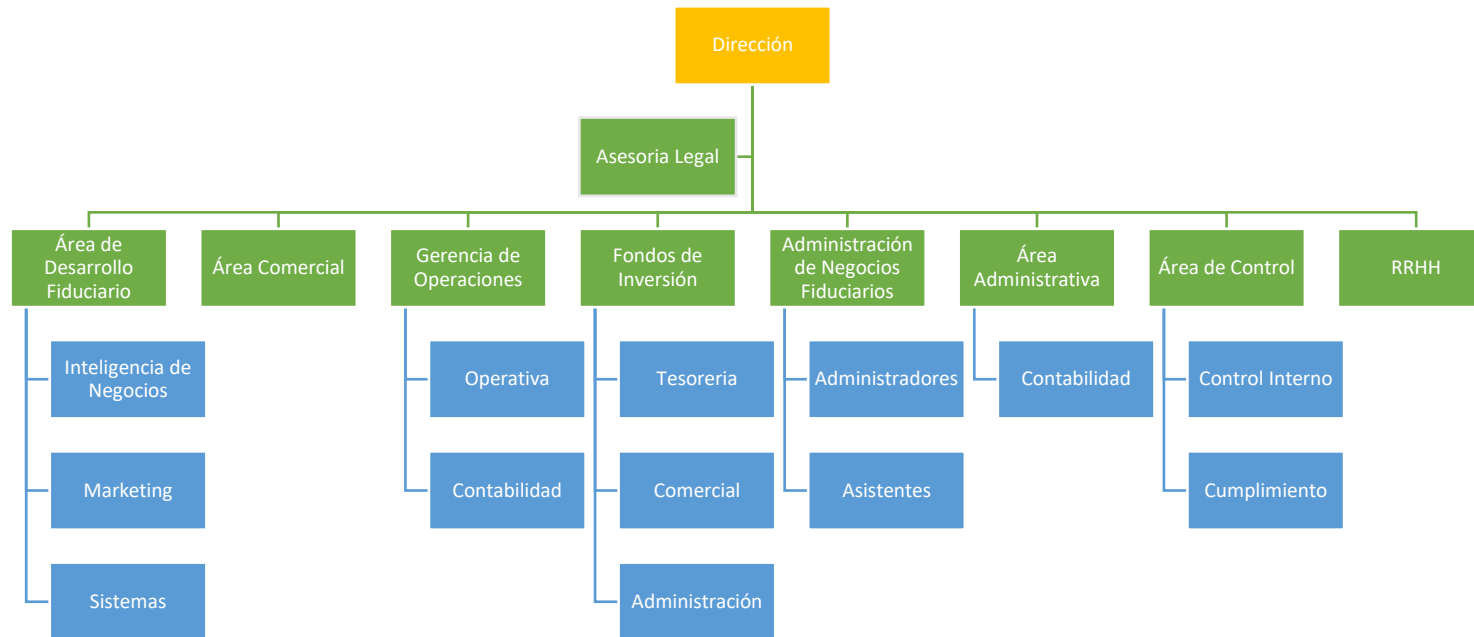 Dirección
Asesoria Legal
Área de
Desarrollo
Fiduciario
Área Comercial
Gerencia de
Operaciones
Fondos de
Inversión
Administración
de Negocios
Fiduciarios
Área
Administrativa
Área de Control
RRHH
Inteligencia de
Negocios
Operativa
Tesoreria
Administradores
Contabilidad
Control Interno
Marketing
Contabilidad
Comercial
Asistentes
Cumplimiento
Sistemas
Administración